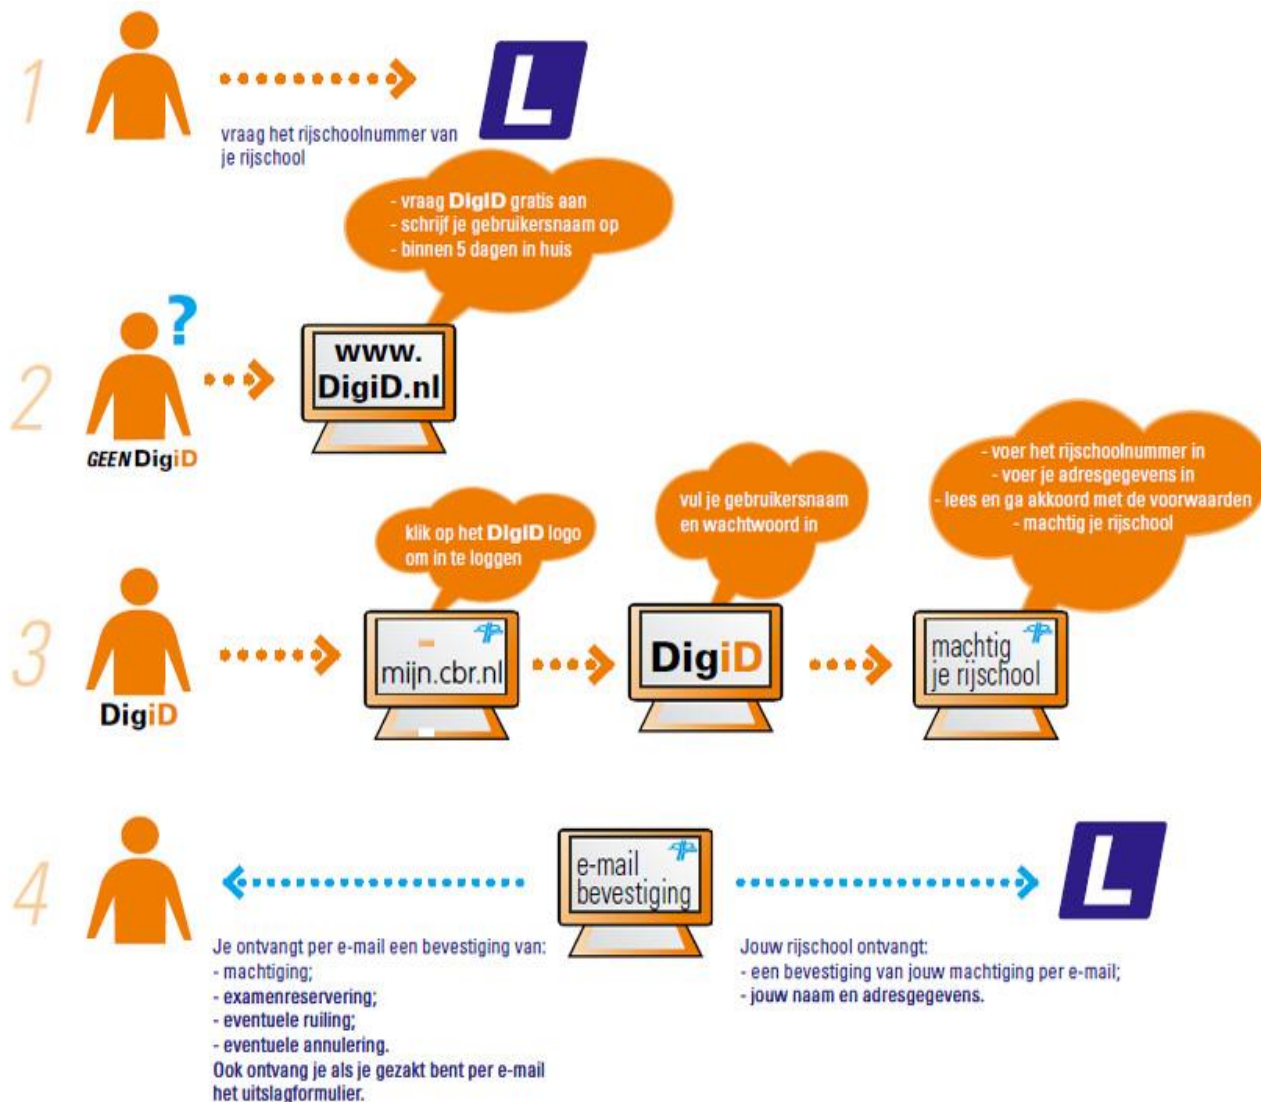 1
L
vraag het rijschoolnummer van
je rijschool
- vraag DigID gratis aan
- schrijf je gebruikersnaam op
- binnen 5 dagen in huis
2
?
GEEN DigiD
www.
DigiD.nl
3
DigiD
klik op het DigID logo
om in te loggen
mijn.cbr.nl
vul je gebruikersnaam
en wachtwoord in
DigiD
- voer het rijschoolnummer in
- voer je adresgegevens in
- lees en ga akkoord met de voorwaarden
- machtig je rijschool
machtig
je rijschool
4
e-mail
bevestiging
L
Je ontvangt per e-mail een bevestiging van:
- machtiging;
- examenreservering;
- eventuele ruiling;
- eventuele annulering.
Ook ontvang je als je gezakt bent per e-mail
het uitslagformulier.
Jouw rijschool ontvangt:
- een bevestiging van jouw machtiging per e-mail;
- jouw naam en adresgegevens.